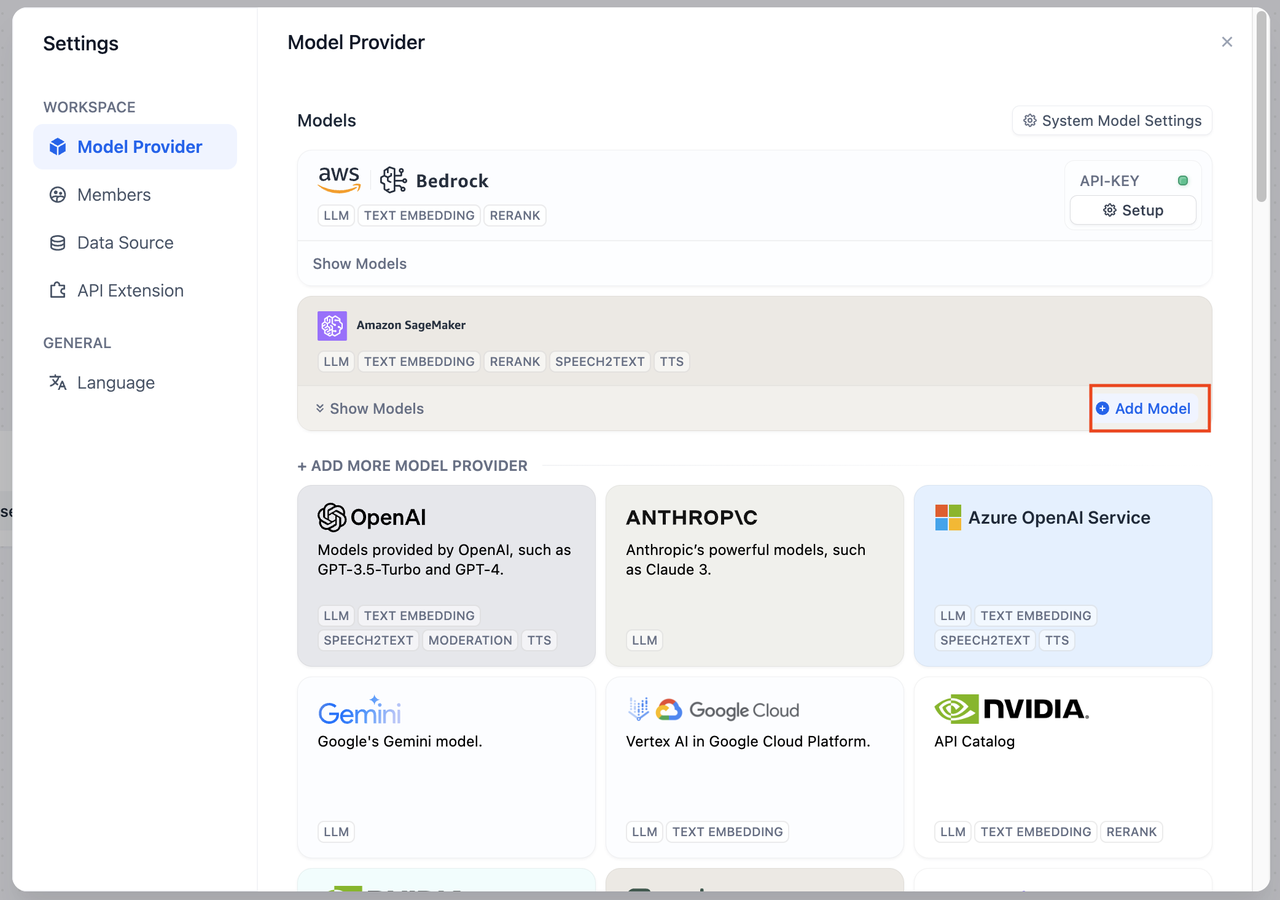 Settings
Model Provider
WORKSPACE
Model Provider
Members
Data Source
API Extension
GENERAL
Language
Models
System Model Settings
aws Bedrock
LLM TEXT EMBEDDING RERANK
API-KEY
Setup
Show Models
Amazon SageMaker
LLM TEXT EMBEDDING RERANK SPEECH2TEXT TTS
Show Models
Add Model
+ ADD MORE MODEL PROVIDER
OpenAI
Models provided by OpenAI, such as
GPT-3.5-Turbo and GPT-4.
LLM TEXT EMBEDDING
SPEECH2TEXT MODERATION TTS
ANTHROP\C
Anthropic's powerful models, such
as Claude 3.
LLM
Azure OpenAI Service
LLM TEXT EMBEDDING
SPEECH2TEXT TTS
Gemini
Google's Gemini model.
LLM
Google Cloud
Vertex AI in Google Cloud Platform.
LLM TEXT EMBEDDING
NVIDIA.
API Catalog
LLM TEXT EMBEDDING RERANK